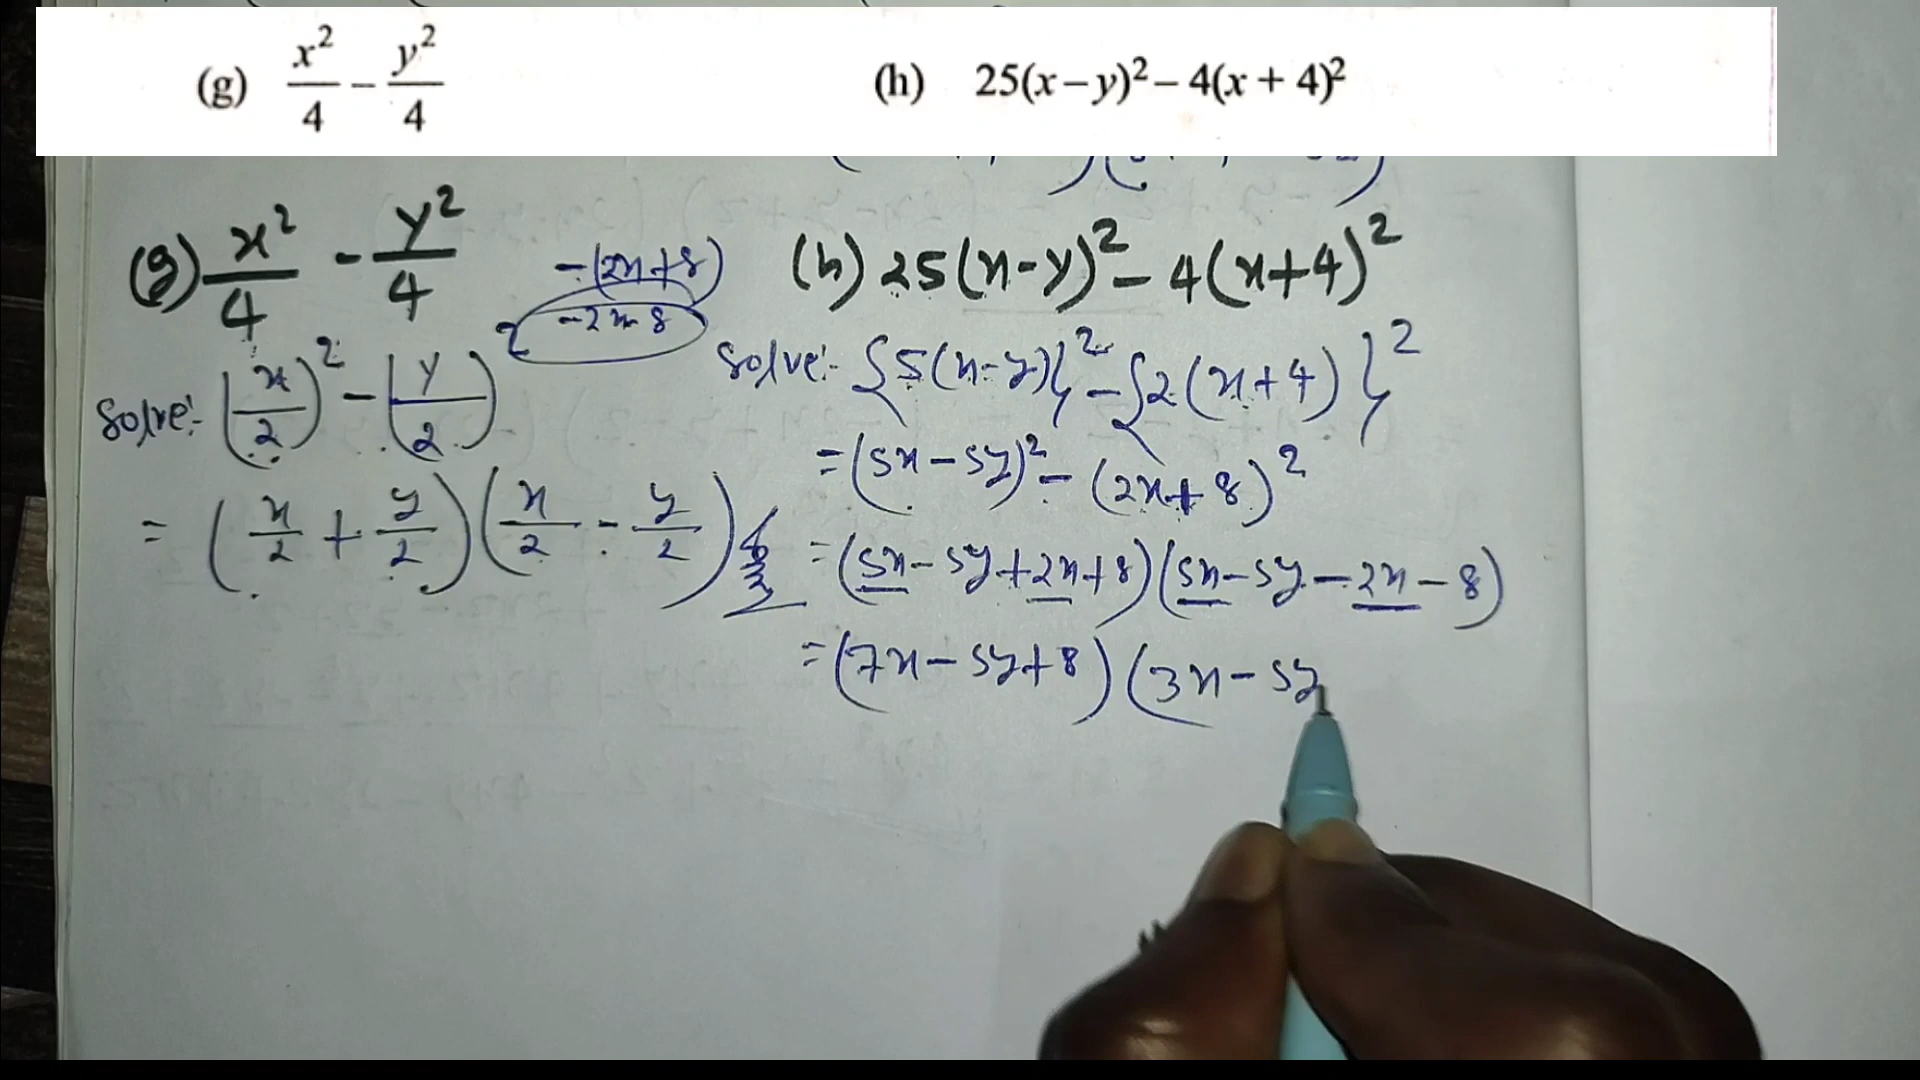 (g) x²/4 − y²/4
(h) 25(x − y)² − 4(x + 4)²
(g) x²/4 − y²/4
−(2x+8)
−2x−8
Solve:- (x/2)² − (y/2)²
= (x/2 + y/2)(x/2 − y/2)
(h) 25(x−y)² − 4(x+4)²
Solve:- {5(x−y)}² − {2(x+4)}²
= (5x−5y)² − (2x+8)²
= (5x−5y+2x+8)(5x−5y−2x−8)
= (7x−5y+8)(3x−5y